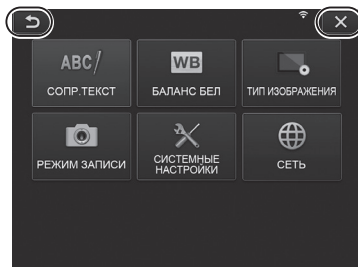 ABC/
WB
СОПР.ТЕКСТ
БАЛАНС БЕЛ
ТИП ИЗОБРАЖЕНИЯ
РЕЖИМ ЗАПИСИ
СИСТЕМНЫЕ
НАСТРОЙКИ
СЕТЬ